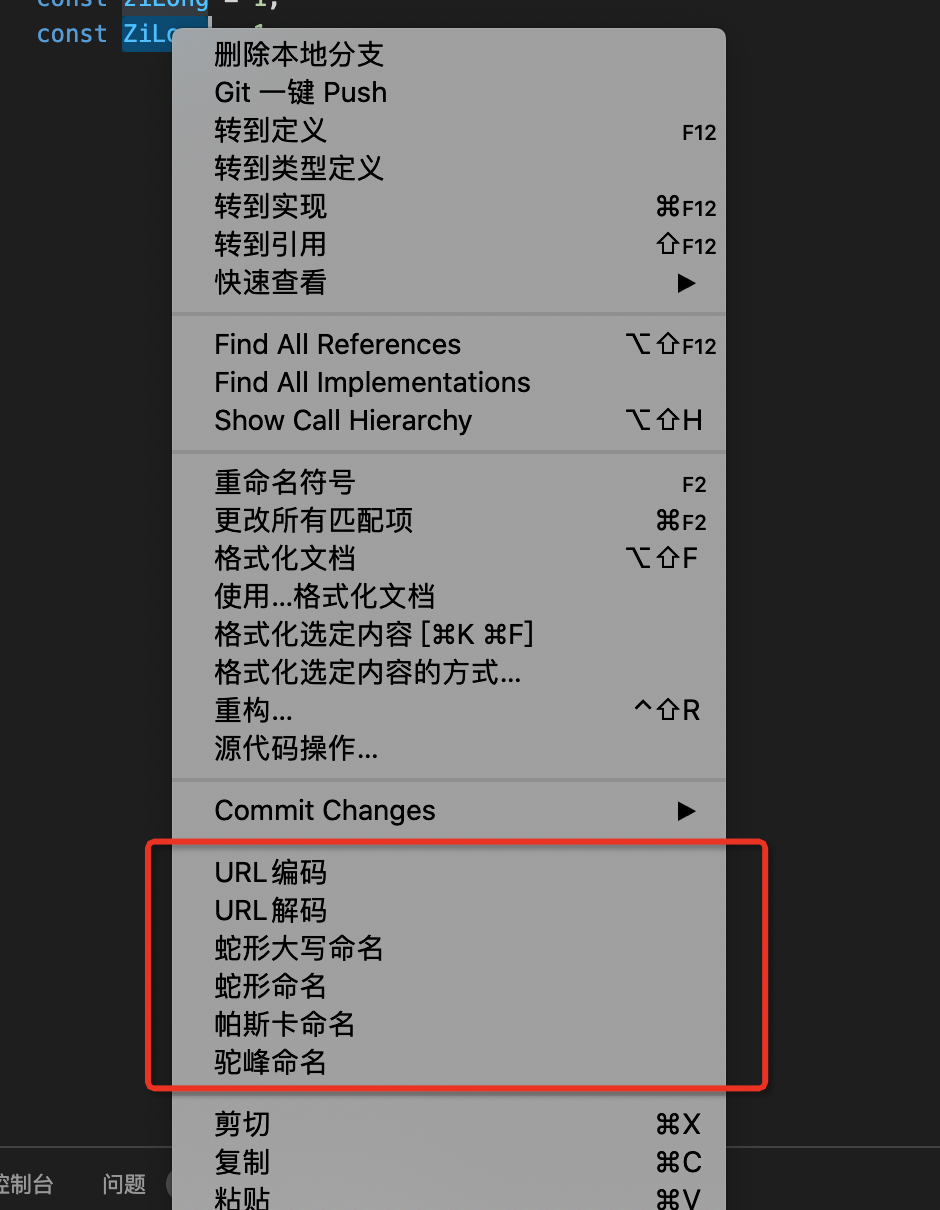 const ziLong = 1;
const ZiLo
删除本地分支
Git 一键 Push
转到定义 F12
转到类型定义
转到实现 ⌘F12
转到引用 ⇧F12
快速查看 ▶
Find All References ⌥⇧F12
Find All Implementations
Show Call Hierarchy ⌥⇧H
重命名符号 F2
更改所有匹配项 ⌘F2
格式化文档 ⌥⇧F
使用...格式化文档
格式化选定内容 [⌘K ⌘F]
格式化选定内容的方式...
重构... ^⇧R
源代码操作...
Commit Changes ▶
URL编码
URL解码
蛇形大写命名
蛇形命名
帕斯卡命名
驼峰命名
剪切 ⌘X
复制 ⌘C
控制台 问题
粘贴 ⌘V